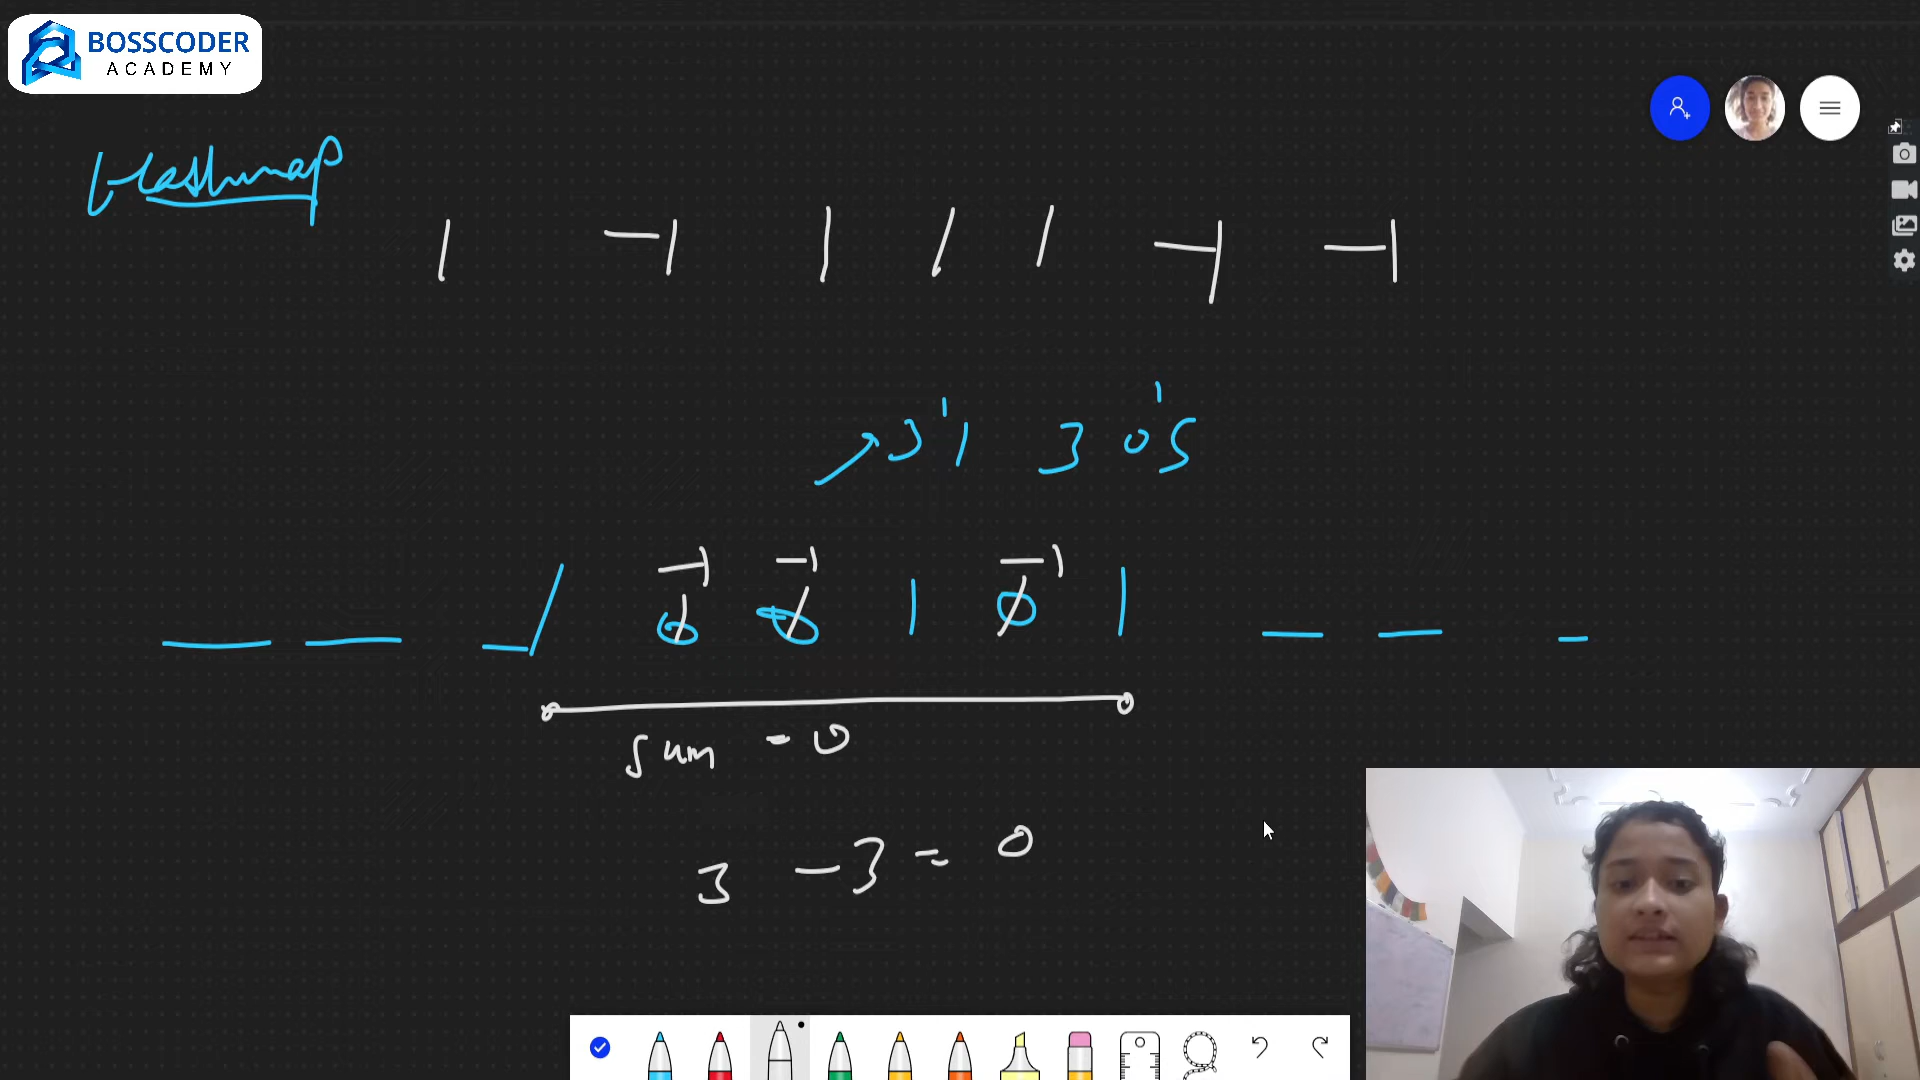 BOSSCODER
ACADEMY
Hashmap
1 -1 1 1 1 -1 -1
3 1' 3 0's
-1 -1 -1
1 0 0 1 0 1
sum = 0
3 - 3 = 0